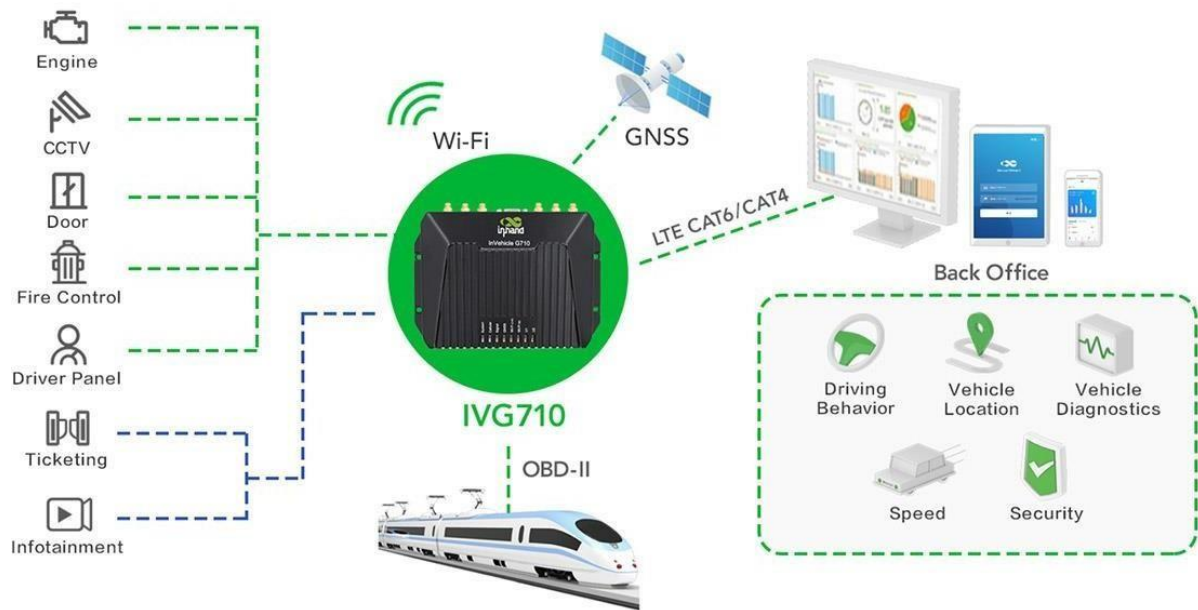 Engine
CCTV
Door
Fire Control
Driver Panel
Ticketing
Infotainment
Wi-Fi
GNSS
inhand
InVehicle G710
IVG710
OBD-II
LTE CAT6/CAT4
Back Office
Driving
Behavior
Vehicle
Location
Vehicle
Diagnostics
Speed
Security